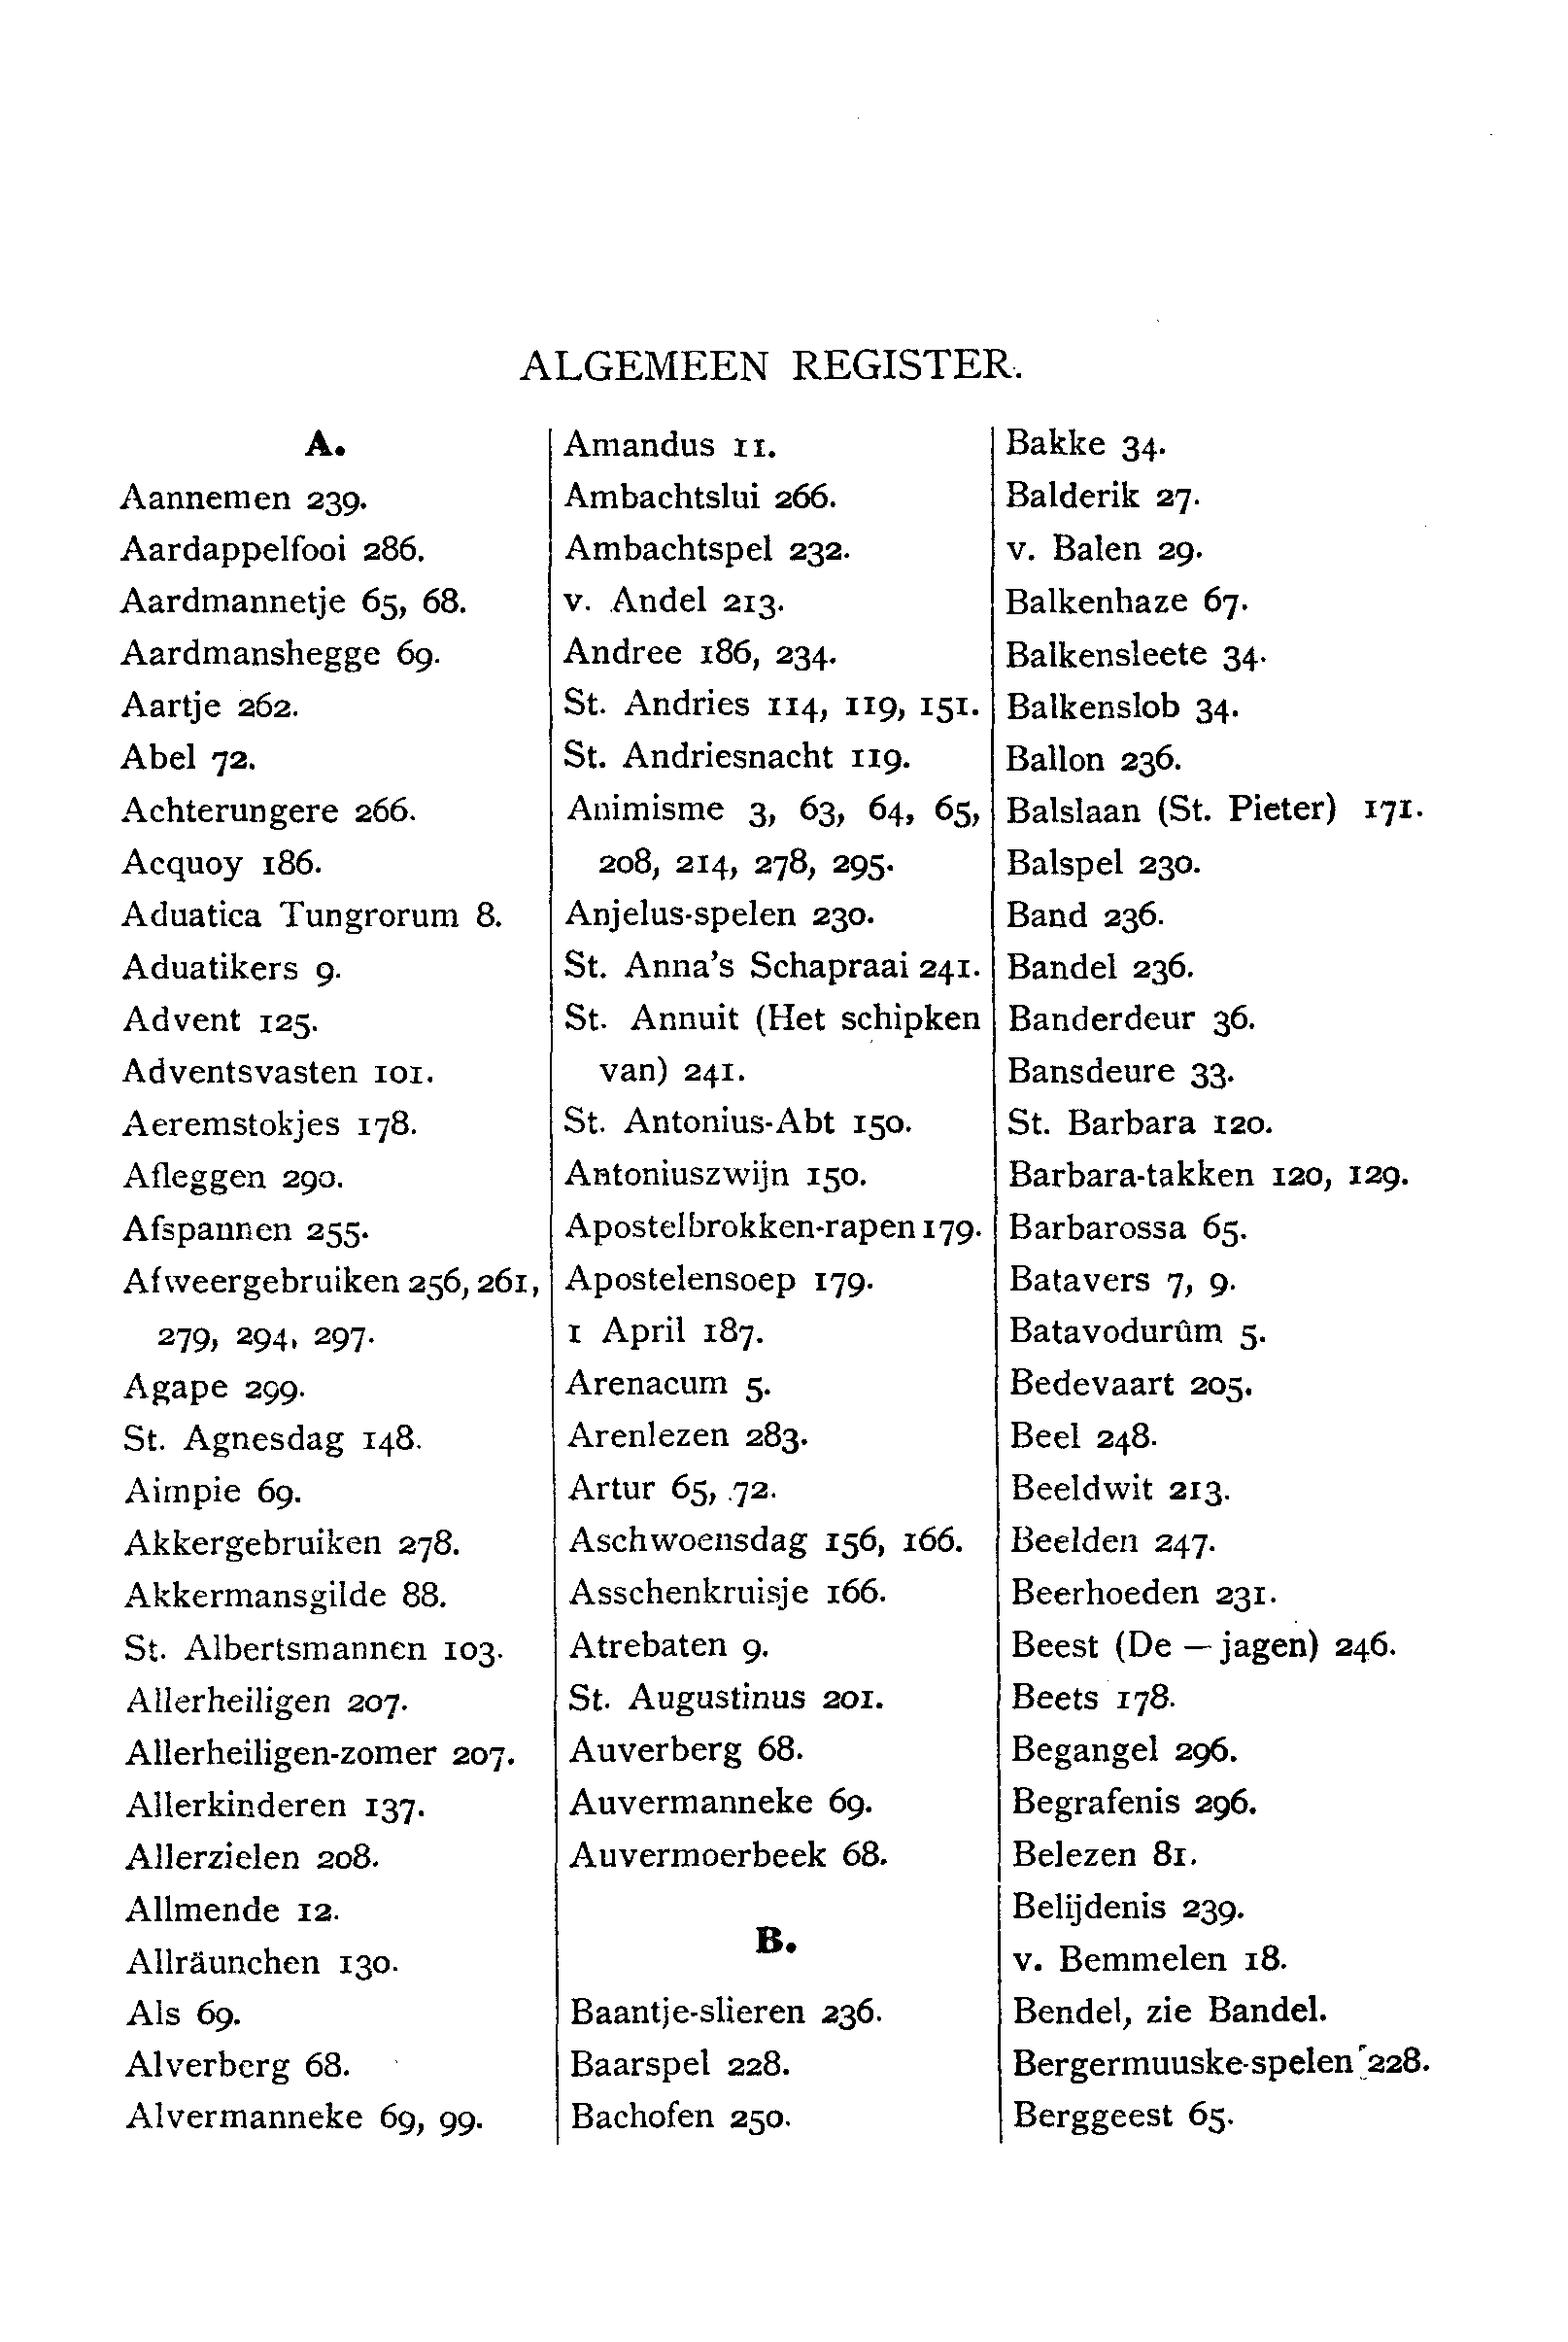 ALGEMEEN REGISTER.
A.
Aannemen 239.
Aardappelfooi 286.
Aardmannetje 65, 68.
Aardmanshegge 69.
Aartje 262.
Abel 72.
Achterungere 266.
Acquoy 186.
Aduatica Tungrorum 8.
Aduatikers 9.
Advent 125.
Adventsvasten 101.
Aeremstokjes 178.
Afleggen 290.
Afspannen 255.
Afweergebruiken 256, 261,
279, 294, 297.
Agape 299.
St. Agnesdag 148.
Aimpie 69.
Akkergebruiken 278.
Akkermansgilde 88.
St. Albertsmannen 103.
Allerheiligen 207.
Allerheiligen-zomer 207.
Allerkinderen 137.
Allerzielen 208.
Allmende 12.
Allräunchen 130.
Als 69.
Alverberg 68.
Alvermanneke 69, 99.
Amandus 11.
Ambachtslui 266.
Ambachtspel 232.
v. Andel 213.
Andree 186, 234.
St. Andries 114, 119, 151.
St. Andriesnacht 119.
Animisme 3, 63, 64, 65,
208, 214, 278, 295.
Anjelus-spelen 230.
St. Anna's Schapraai 241.
St. Annuit (Het schipken
van) 241.
St. Antonius-Abt 150.
Antoniuszwijn 150.
Apostelbrokken-rapen 179.
Apostelensoep 179.
1 April 187.
Arenacum 5.
Arenlezen 283.
Artur 65, 72.
Aschwoensdag 156, 166.
Asschenkruisje 166.
Atrebaten 9.
St. Augustinus 201.
Auverberg 68.
Auvermanneke 69.
Auvermoerbeek 68.
B.
Baantje-slieren 236.
Baarspel 228.
Bachofen 250.
Bakke 34.
Balderik 27.
v. Balen 29.
Balkenhaze 67.
Balkensleete 34.
Balkenslob 34.
Ballon 236.
Balslaan (St. Pieter) 171.
Balspel 230.
Band 236.
Bandel 236.
Banderdeur 36.
Bansdeure 33.
St. Barbara 120.
Barbara-takken 120, 129.
Barbarossa 65.
Batavers 7, 9.
Batavodurûm 5.
Bedevaart 205.
Beel 248.
Beeldwit 213.
Beelden 247.
Beerhoeden 231.
Beest (De — jagen) 246.
Beets 178.
Begangel 296.
Begrafenis 296.
Belezen 81.
Belijdenis 239.
v. Bemmelen 18.
Bendel, zie Bandel.
Bergermuuske-spelen 228.
Berggeest 65.